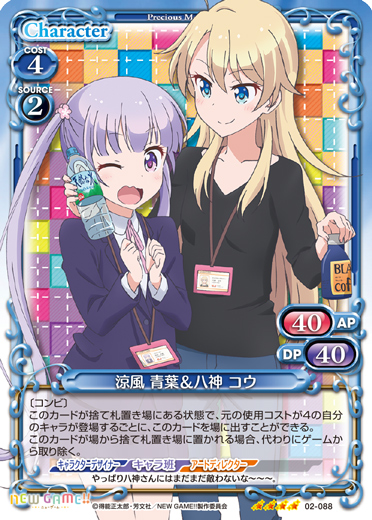 Precious M
Character
COST
4
SOURCE
2
BLA
cof
40 AP
DP 40
涼風 青葉＆八神 コウ
［コンビ］
このカードが捨て札置き場にある状態で、元の使用コストが4の自分
のキャラが登場するごとに、このカードを場に出すことができる。
このカードが場から捨て札置き場に置かれる場合、代わりにゲームか
ら取り除く。
キャラクターデザイナー キャラ班 アートディレクター
やっぱり八神さんにはまだまだ敵わないな〜〜〜。
NEW GAME!!
©得能正太郎・芳文社／NEW GAME!!製作委員会 02-088